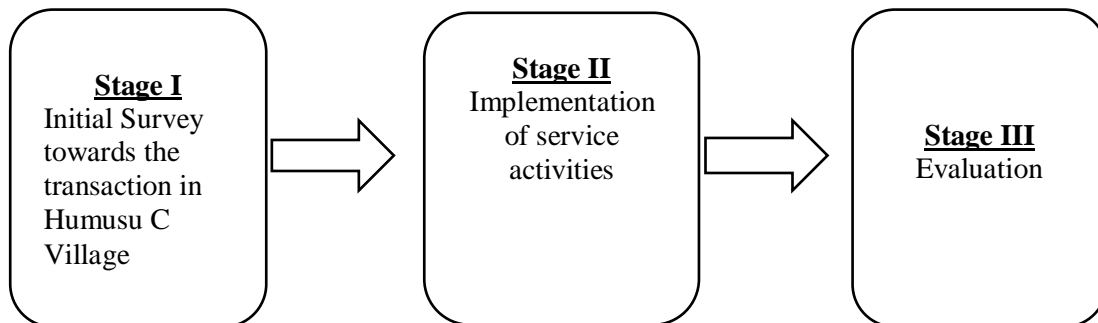 Stage I
Initial Survey
towards the
transaction in
Humusu C
Village
Stage II
Implementation
of service
activities
Stage III
Evaluation